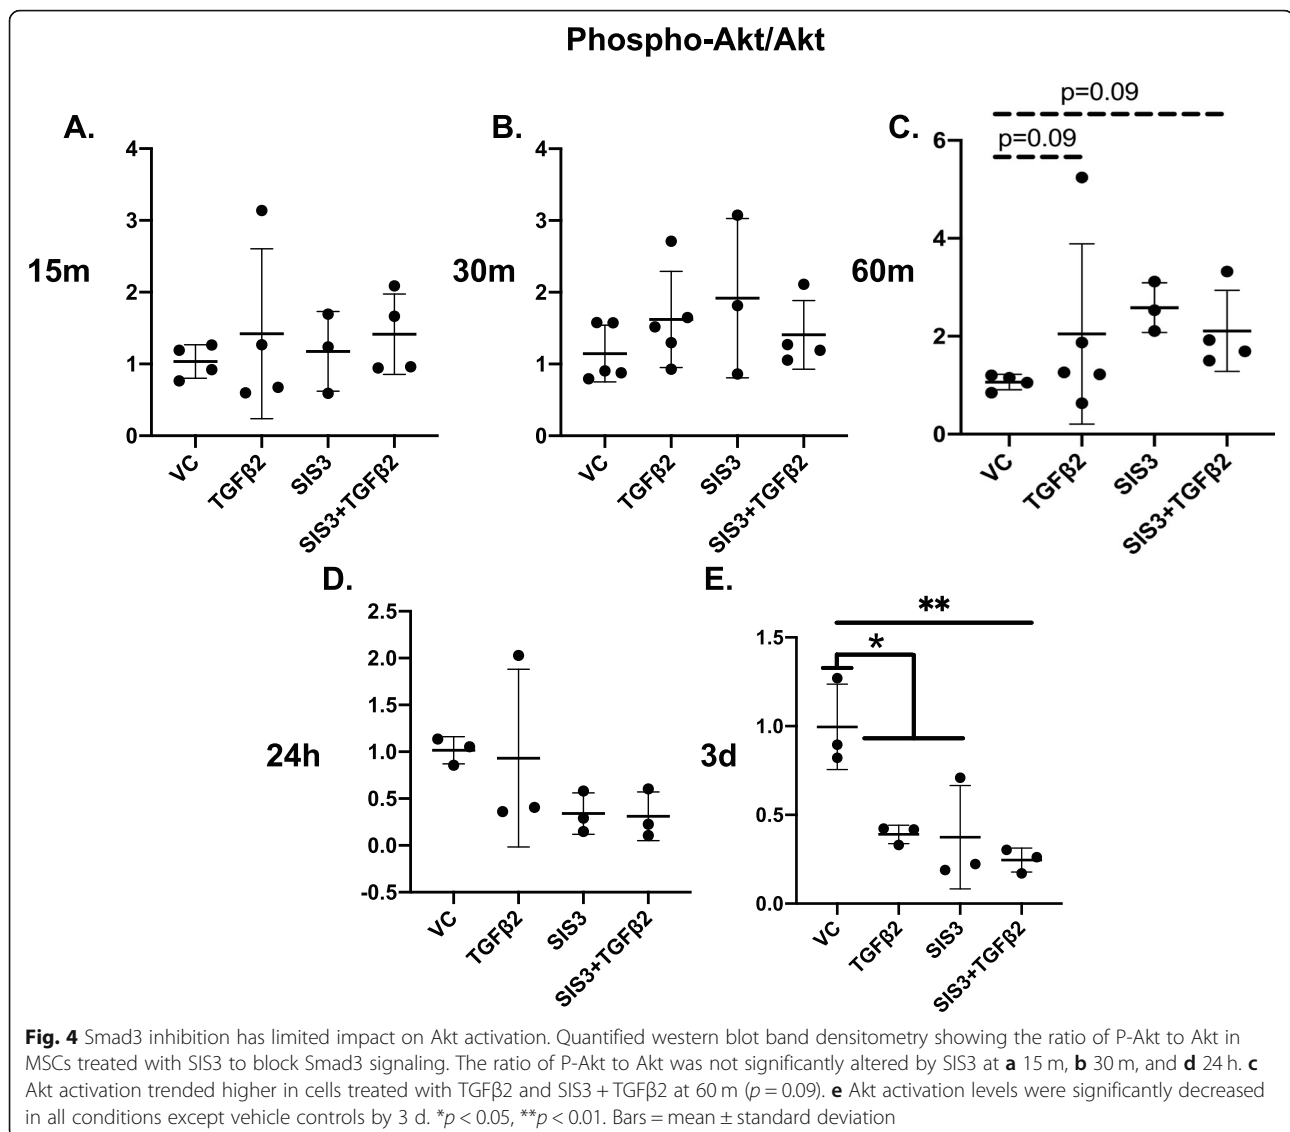 Phospho-Akt/Akt
A.
15m
4
3
2
1
0
VC
TGFβ2
SIS3
SIS3+TGFβ2
B.
30m
4
3
2
1
0
VC
TGFβ2
SIS3
SIS3+TGFβ2
C.
60m
p=0.09
p=0.09
6
4
2
0
VC
TGFβ2
SIS3
SIS3+TGFβ2
D.
24h
2.5
2.0
1.5
1.0
0.5
0.0
-0.5
VC
TGFβ2
SIS3
SIS3+TGFβ2
E.
3d
**
*
1.5
1.0
0.5
0.0
VC
TGFβ2
SIS3
SIS3+TGFβ2
Fig. 4 Smad3 inhibition has limited impact on Akt activation. Quantified western blot band densitometry showing the ratio of P-Akt to Akt in
MSCs treated with SIS3 to block Smad3 signaling. The ratio of P-Akt to Akt was not significantly altered by SIS3 at a 15 m, b 30 m, and d 24 h. c
Akt activation trended higher in cells treated with TGFβ2 and SIS3 + TGFβ2 at 60 m (p = 0.09). e Akt activation levels were significantly decreased
in all conditions except vehicle controls by 3 d. *p < 0.05, **p < 0.01. Bars = mean ± standard deviation